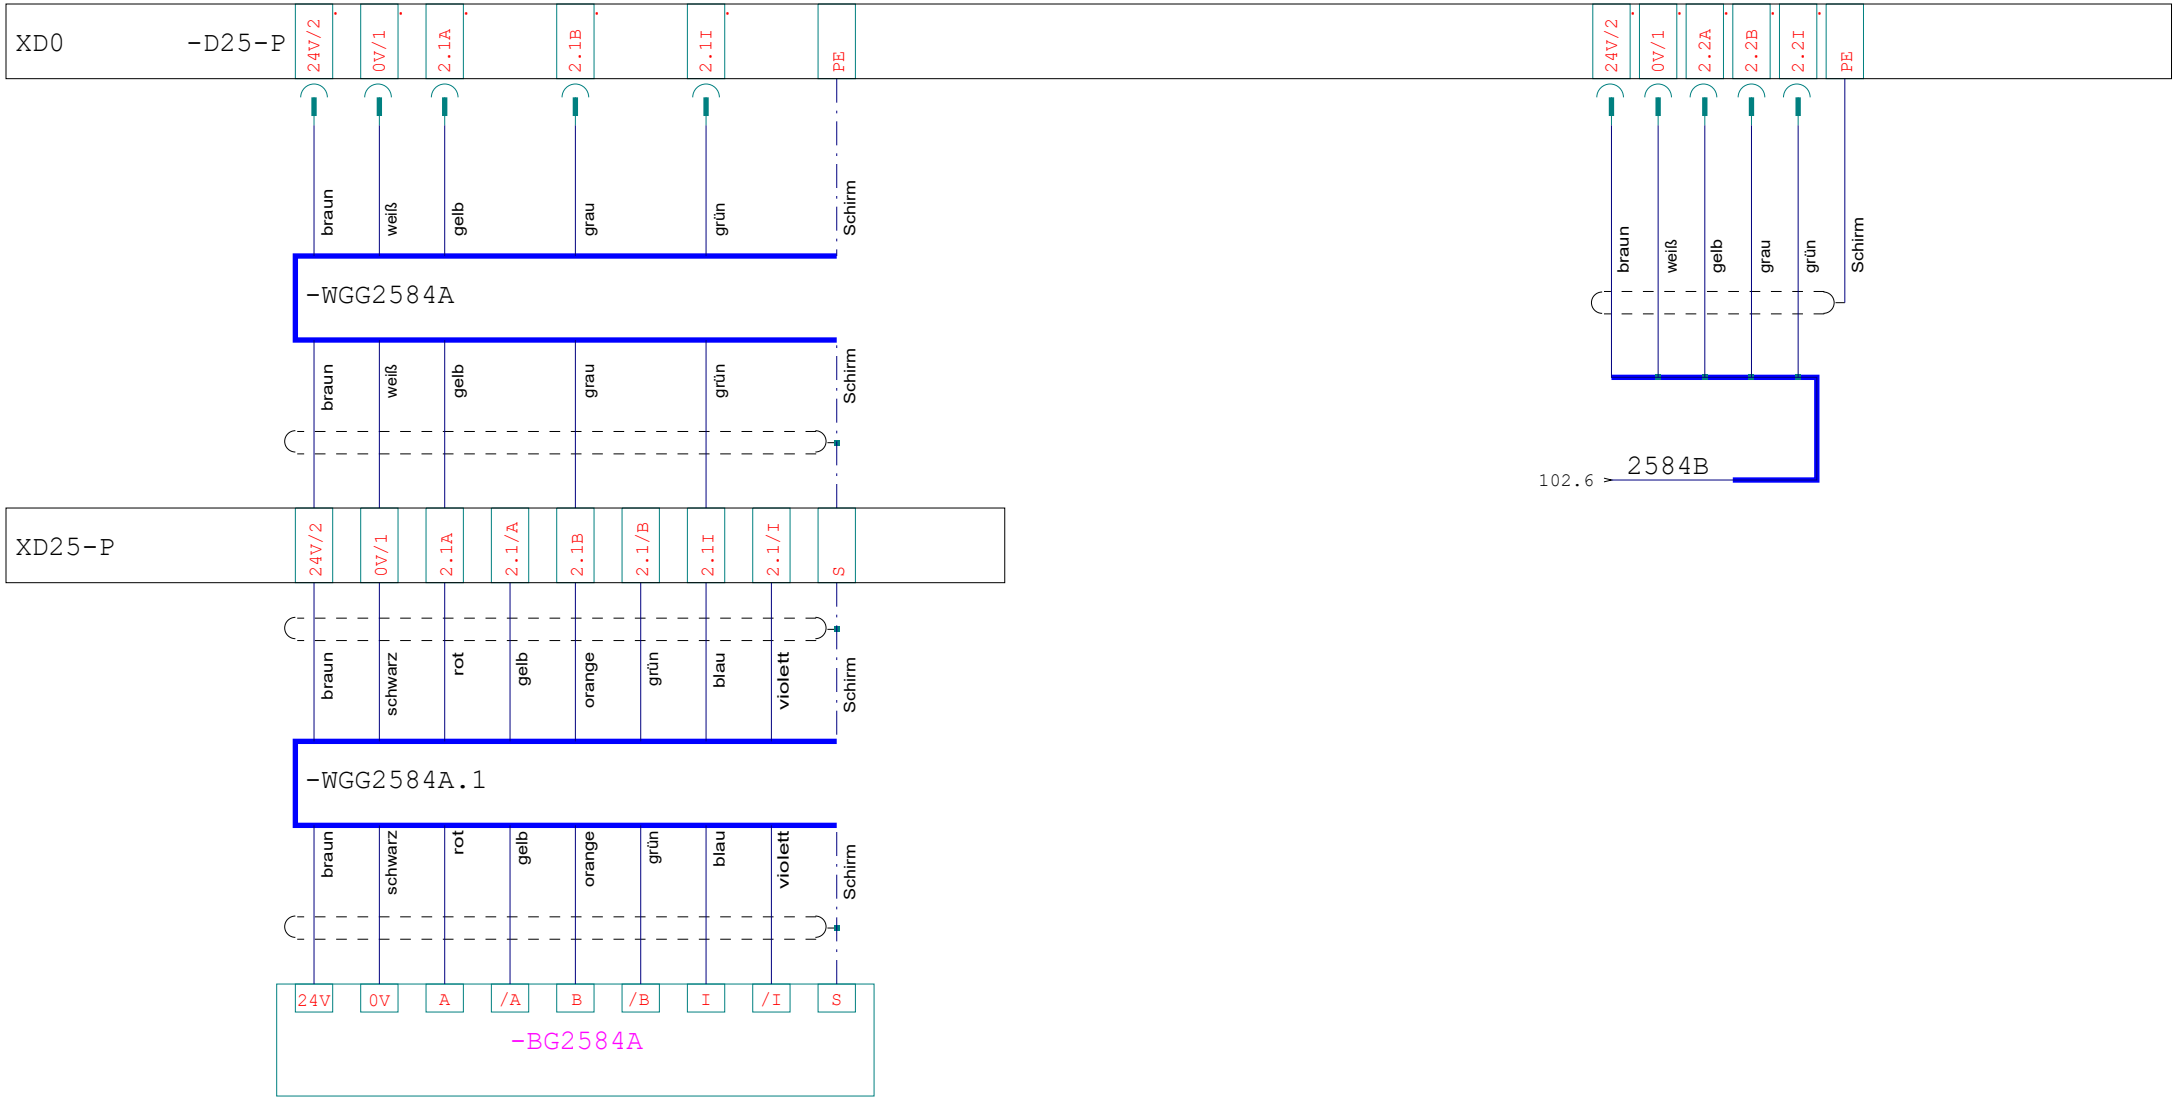 XD0 -D25-P 24V/2 0V/1 2.1A 2.1B 2.1I PE 24V/2 0V/1 2.2A 2.2B 2.2I PE
braun weiß gelb grau grün Schirm
braun weiß gelb grau grün Schirm
-WGG2584A
braun weiß gelb grau grün Schirm
102.6 2584B
XD25-P 24V/2 0V/1 2.1A 2.1/A 2.1B 2.1/B 2.1I 2.1/I S
braun schwarz rot gelb orange grün blau violett Schirm
-WGG2584A.1
braun schwarz rot gelb orange grün blau violett Schirm
24V 0V A /A B /B I /I S
-BG2584A